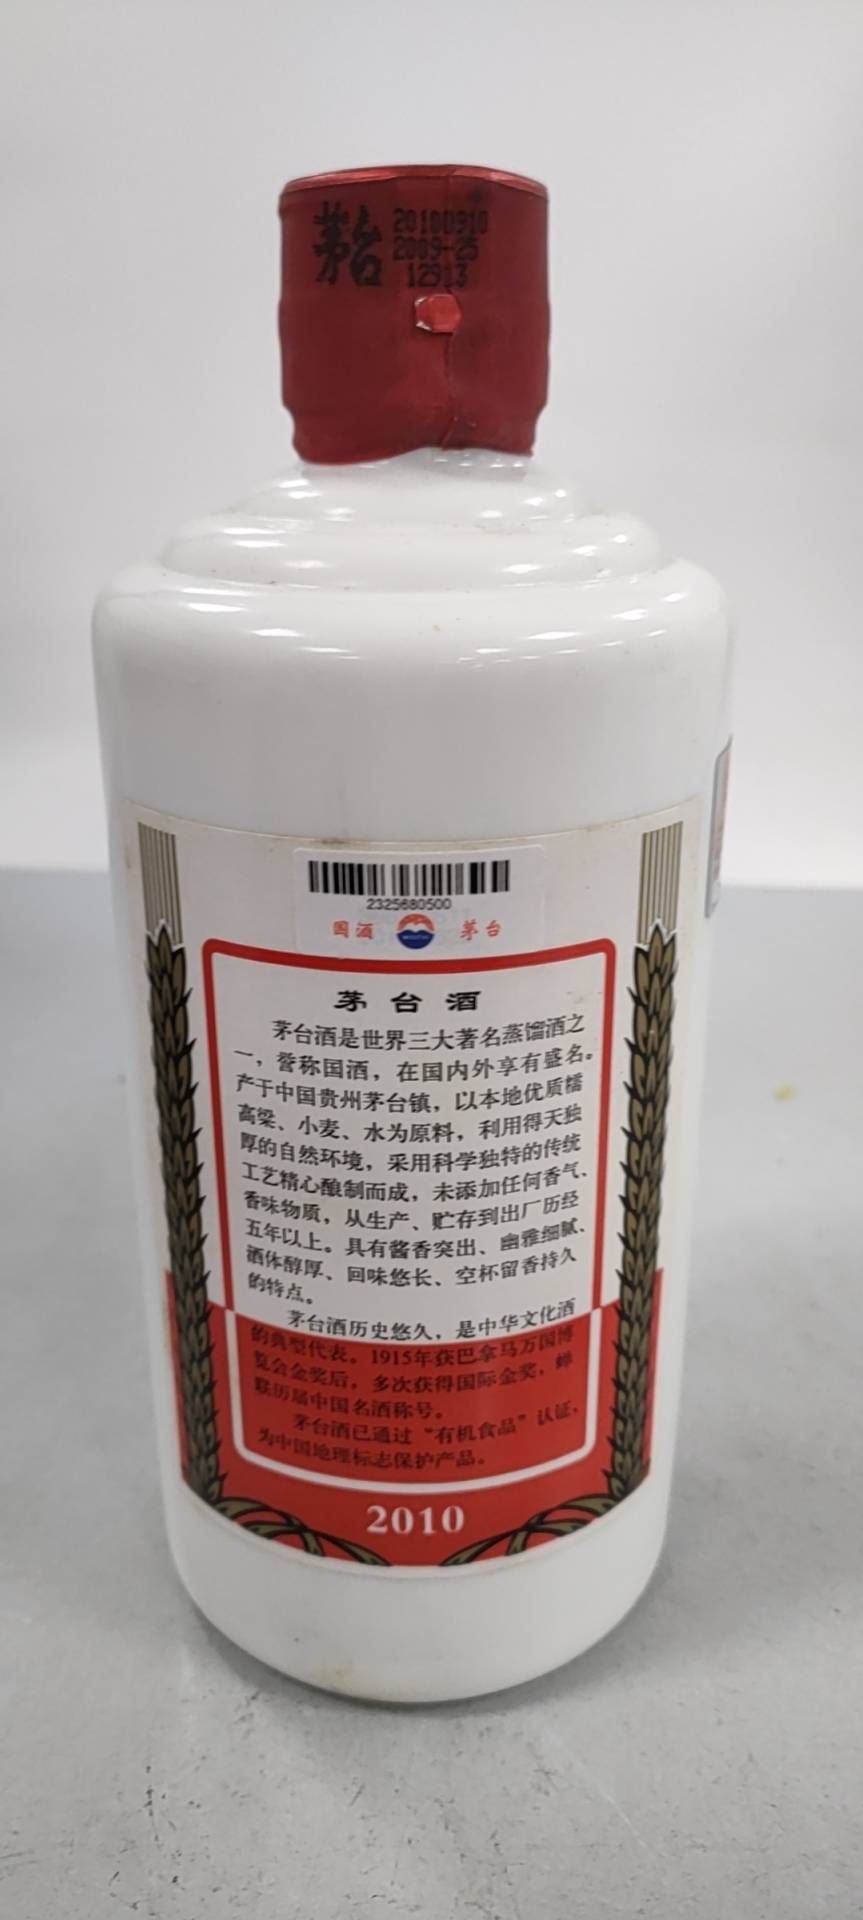 茅台
20100910
2009-25
12913
2325680500
国酒 茅台
茅台酒
茅台酒是世界三大著名蒸馏酒之
一，誉称国酒，在国内外享有盛名。
产于中国贵州茅台镇，以本地优质糯
高粱、小麦、水为原料，利用得天独
厚的自然环境，采用科学独特的传统
工艺精心酿制而成，未添加任何香气、
香味物质，从生产、贮存到出厂历经
五年以上。具有酱香突出、幽雅细腻、
酒体醇厚、回味悠长、空杯留香持久
的特点。
茅台酒历史悠久，是中华文化酒
的典型代表。1915年获巴拿马万国博
览会金奖后，多次获得国际金奖，蝉
联历届中国名酒称号。
茅台酒已通过“有机食品”认证，
为中国地理标志保护产品。
2010